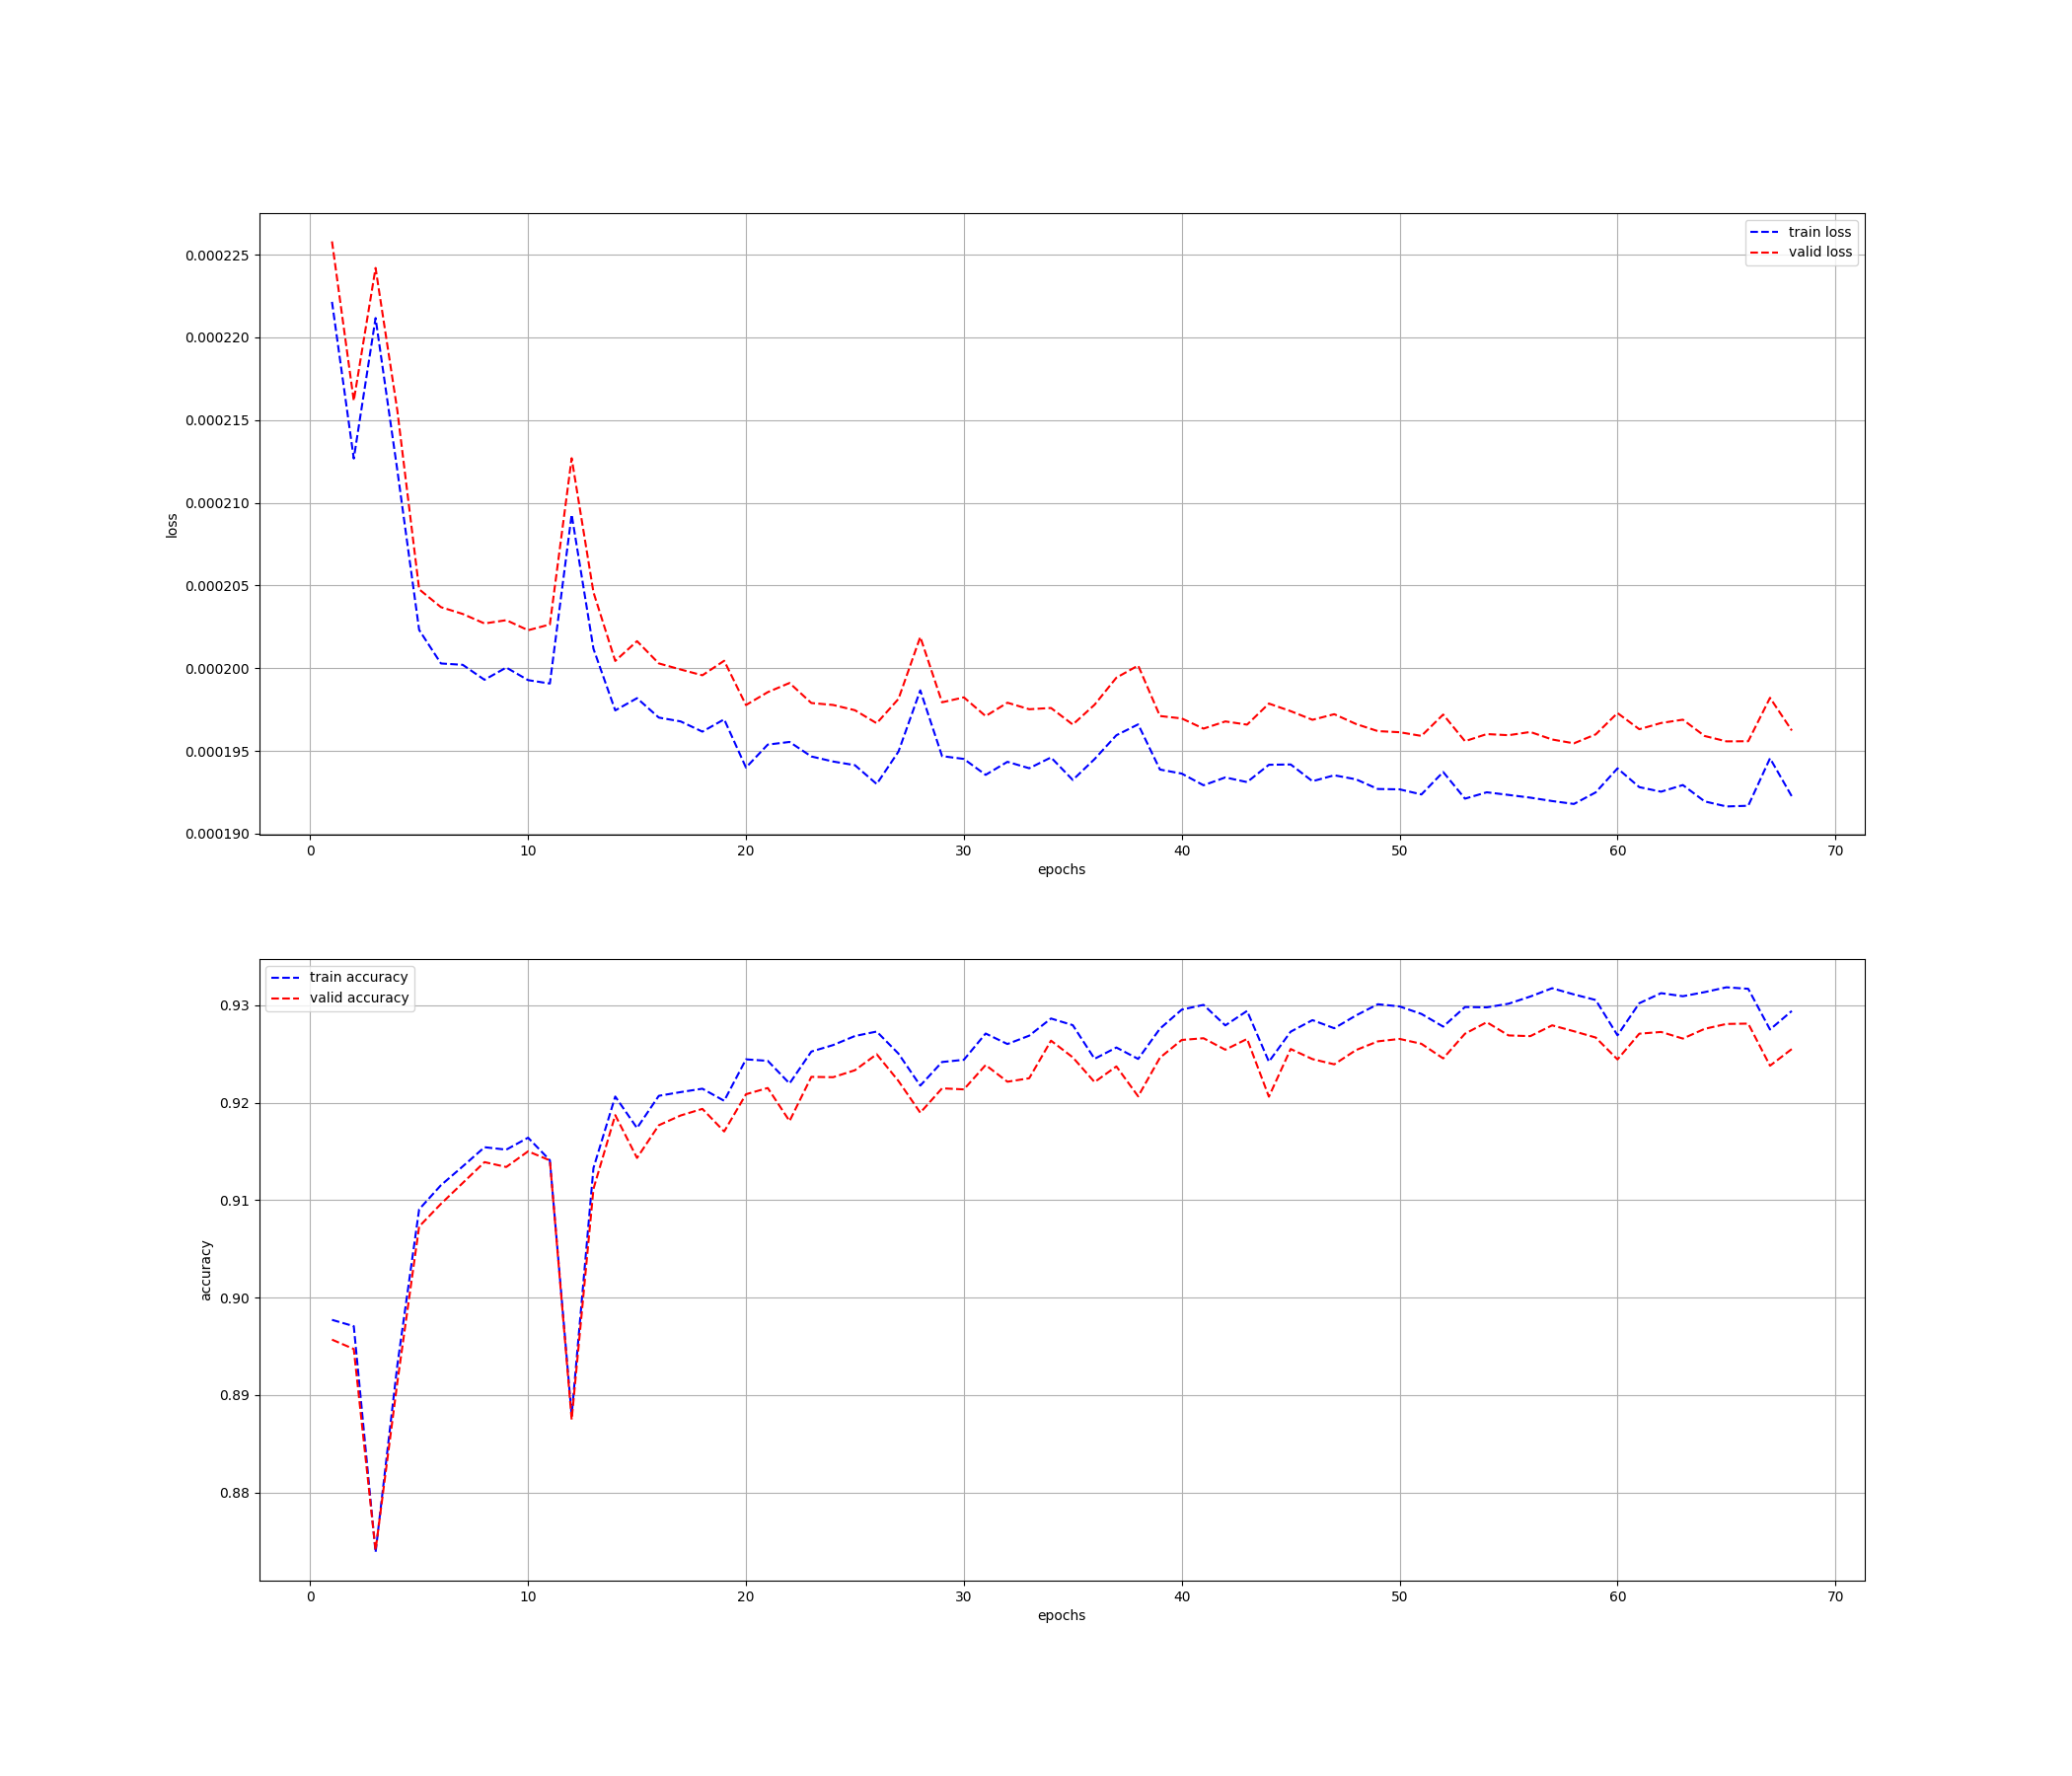 train loss
valid loss
0.000225
0.000220
0.000215
0.000210
0.000205
0.000200
0.000195
0.000190
loss
0 10 20 30 40 50 60 70
epochs
train accuracy
valid accuracy
0.93
0.92
0.91
0.90
0.89
0.88
accuracy
0 10 20 30 40 50 60 70
epochs